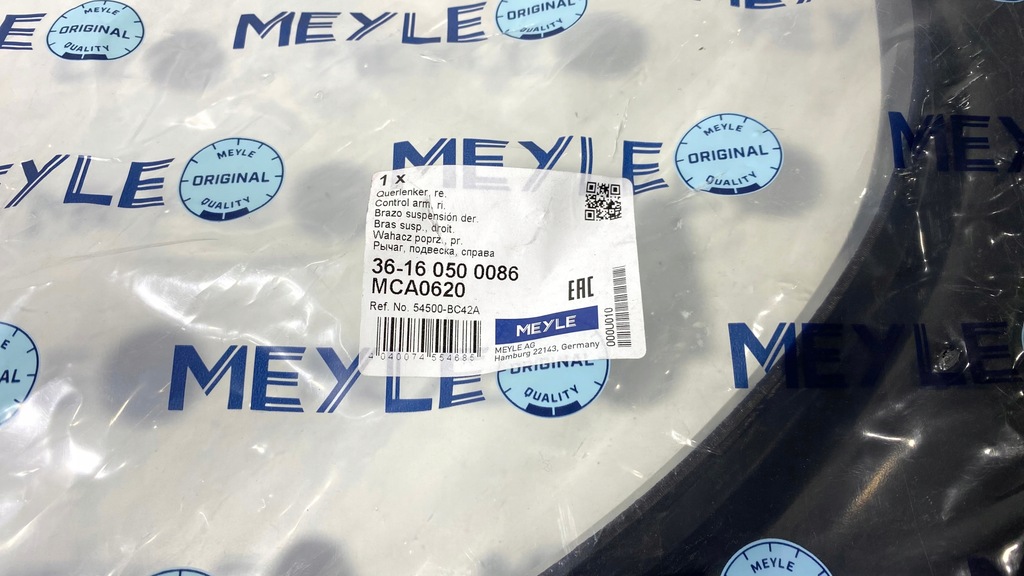 MEYLE
ORIGINAL
QUALITY
MEYLE
ORIGINAL
QUALITY
MEYLE
MEYLE
ORIGINAL
QUALITY
MEYLE
MEYLE
ORIGINAL
QUALITY
1 x
Querlenker, re.
Control arm, ri.
Brazo suspensión der.
Bras susp., droit.
Wahacz poprz., pr.
Рычаг, подвеска, справа
36-16 050 0086
MCA0620
Ref. No. 54500-BC42A
4 040074 554685
EAC
MEYLE
MEYLE AG
Hamburg 22143, Germany
000U010
MEYLE
ORIGINAL
QUALITY
MEYLE
MEYLE